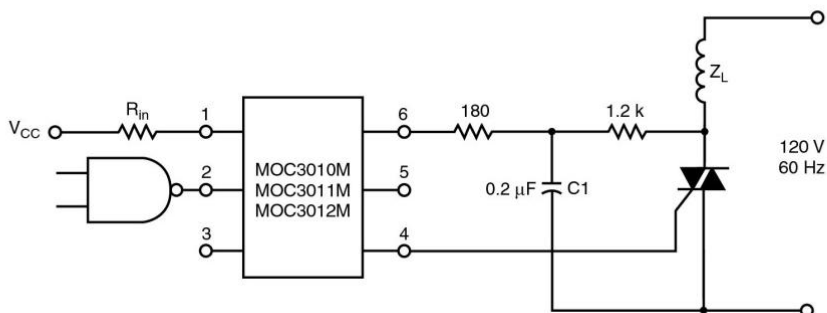 Z_L
R_in
1
6
180
1.2 k
V_CC
120 V
60 Hz
2
MOC3010M
MOC3011M
MOC3012M
5
0.2 μF
C1
3
4